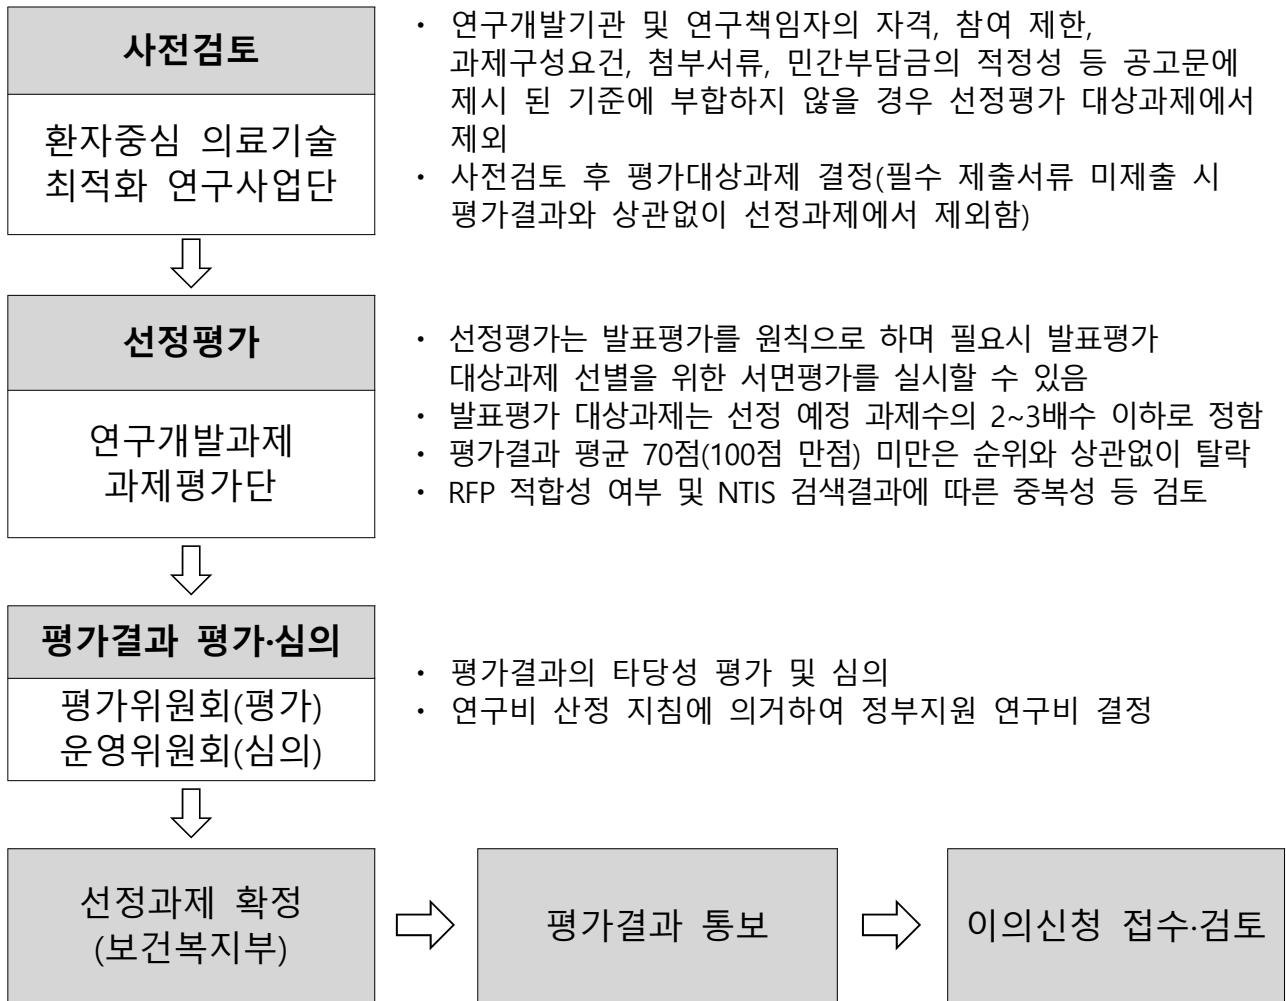 사전검토
환자중심 의료기술
최적화 연구사업단
· 연구개발기관 및 연구책임자의 자격, 참여 제한,
과제구성요건, 첨부서류, 민간부담금의 적정성 등 공고문에
제시 된 기준에 부합하지 않을 경우 선정평가 대상과제에서
제외
· 사전검토 후 평가대상과제 결정(필수 제출서류 미제출 시
평가결과와 상관없이 선정과제에서 제외함)
선정평가
연구개발과제
과제평가단
· 선정평가는 발표평가를 원칙으로 하며 필요시 발표평가
대상과제 선별을 위한 서면평가를 실시할 수 있음
· 발표평가 대상과제는 선정 예정 과제수의 2~3배수 이하로 정함
· 평가결과 평균 70점(100점 만점) 미만은 순위와 상관없이 탈락
· RFP 적합성 여부 및 NTIS 검색결과에 따른 중복성 등 검토
평가결과 평가·심의
평가위원회(평가)
운영위원회(심의)
· 평가결과의 타당성 평가 및 심의
· 연구비 산정 지침에 의거하여 정부지원 연구비 결정
선정과제 확정
(보건복지부)
평가결과 통보
이의신청 접수·검토